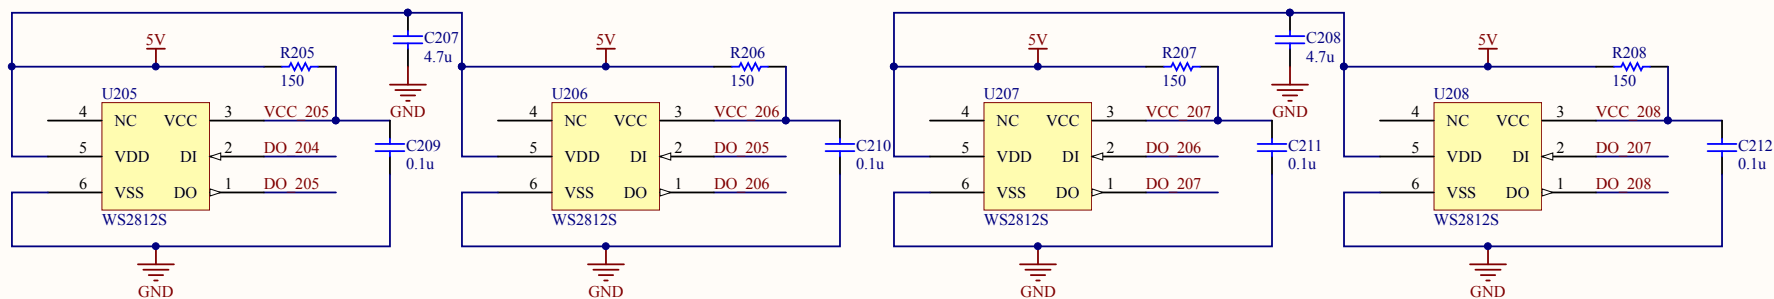 5V
R205
150
C207
4.7u
GND
U205
4 NC VCC 3 VCC_205
5 VDD DI 2 DO_204
6 VSS DO 1 DO_205
WS2812S
C209
0.1u
GND
5V
R206
150
U206
4 NC VCC 3 VCC_206
5 VDD DI 2 DO_205
6 VSS DO 1 DO_206
WS2812S
C210
0.1u
GND
5V
R207
150
C208
4.7u
GND
U207
4 NC VCC 3 VCC_207
5 VDD DI 2 DO_206
6 VSS DO 1 DO_207
WS2812S
C211
0.1u
GND
5V
R208
150
U208
4 NC VCC 3 VCC_208
5 VDD DI 2 DO_207
6 VSS DO 1 DO_208
WS2812S
C212
0.1u
GND